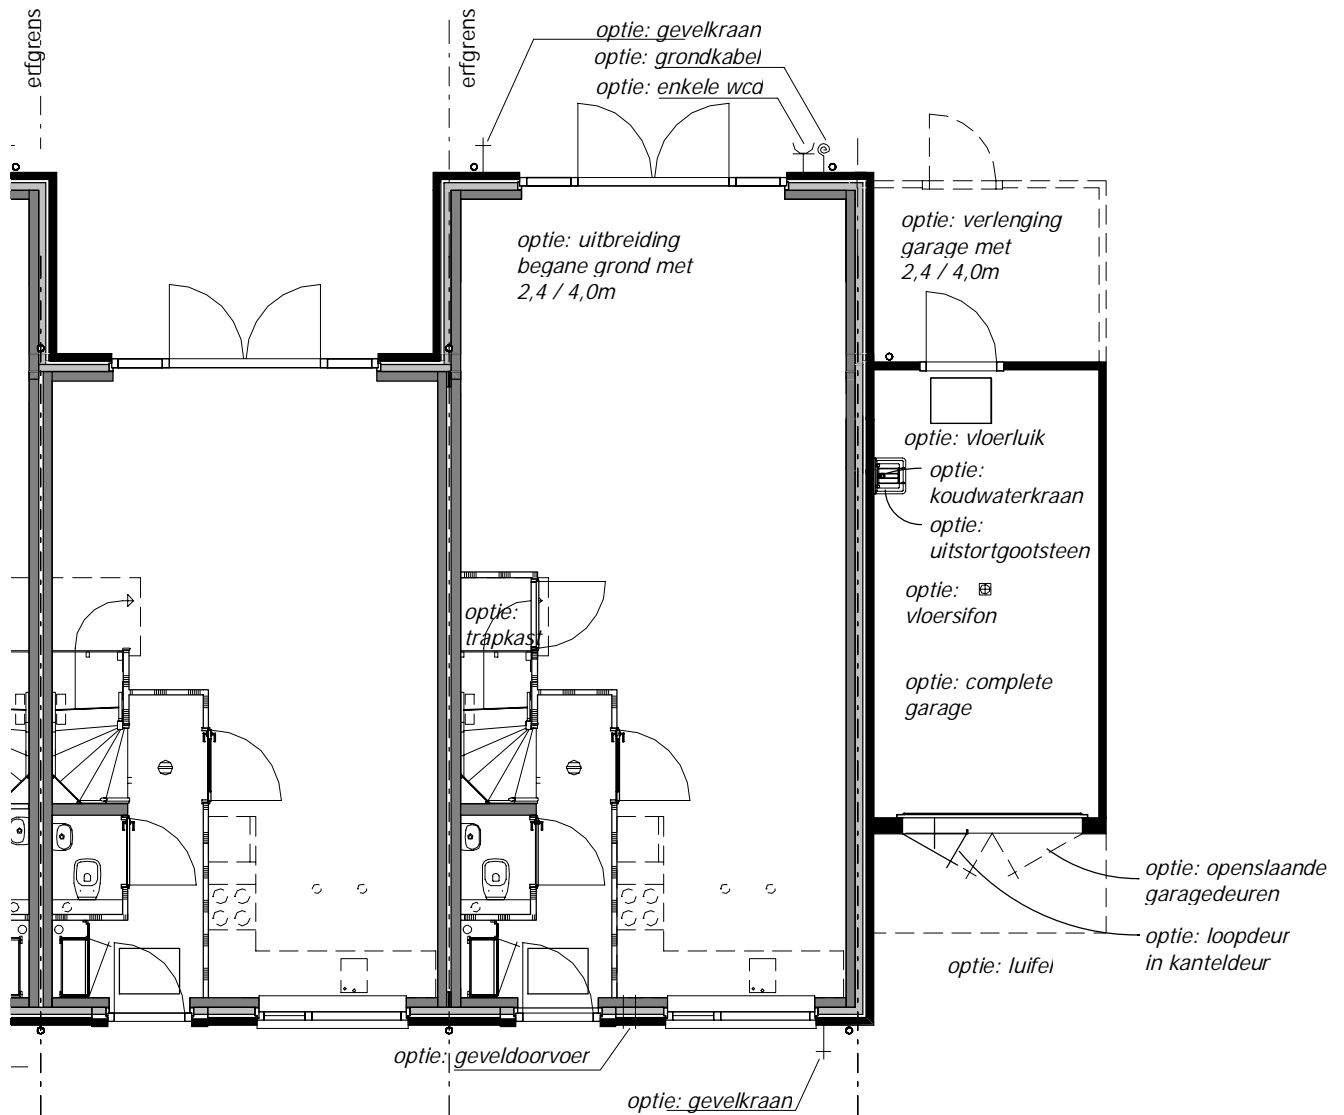 erfgrens
erfgrens
optie: gevelkraan
optie: grondkabel
optie: enkele wcd
optie: uitbreiding
begane grond met
2,4 / 4,0m
optie: verlenging
garage met
2,4 / 4,0m
optie: vloerluik
optie:
koudwaterkraan
optie:
uitstortgootsteen
optie:
vloersifon
optie:
trapkast
optie: complete
garage
optie: openslaande
garagedeuren
optie: loopdeur
in kanteldeur
optie: luifel
optie: geveldoorvoer
optie: gevelkraan